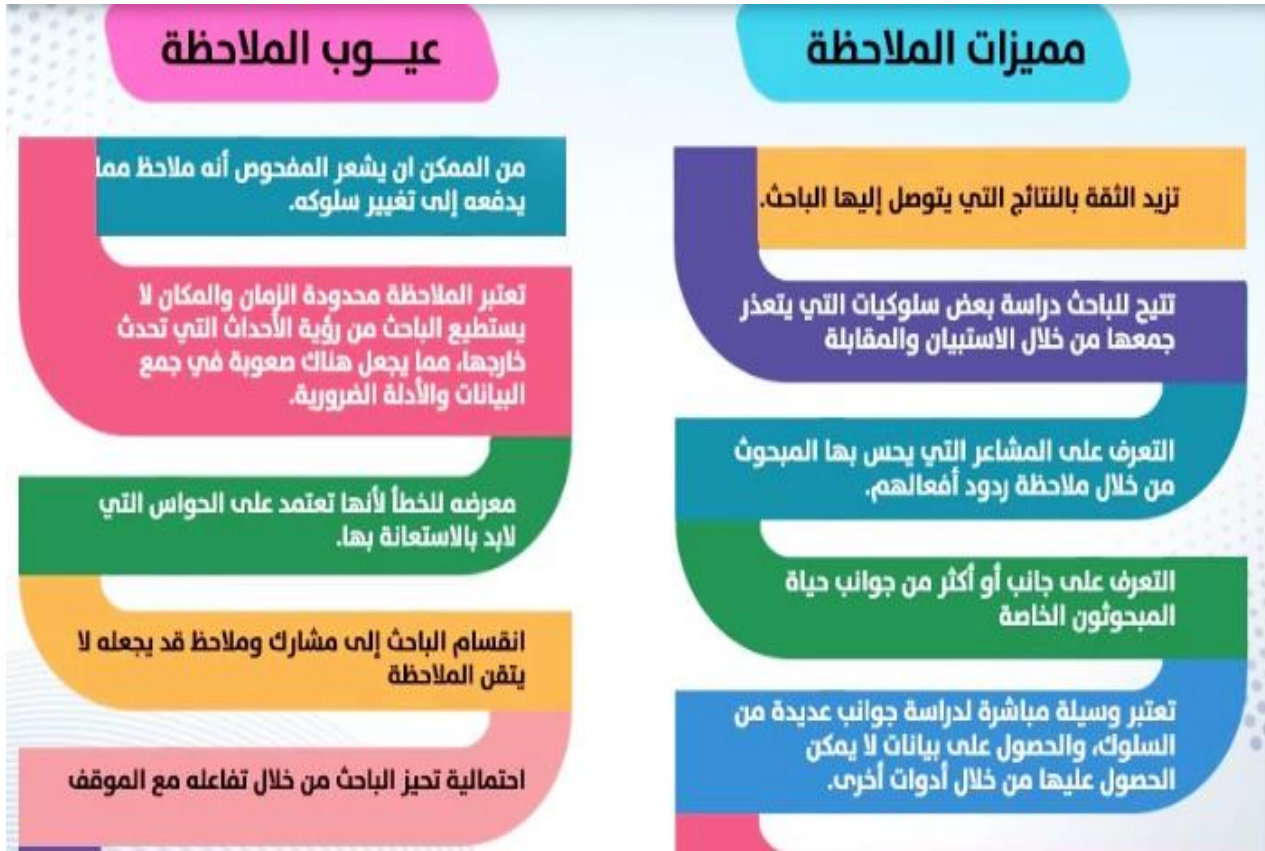 مميزات الملاحظة
تزيد الثقة بالنتائج التي يتوصل إليها الباحث.
تتيح للباحث دراسة بعض سلوكيات التي يتعذر
جمعها من خلال الاستبيان والمقابلة
التعرف على المشاعر التي يحس بها المبحوث
من خلال ملاحظة ردود أفعالهم.
التعرف على جانب أو أكثر من جوانب حياة
المبحوثون الخاصة
تعتبر وسيلة مباشرة لدراسة جوانب عديدة من
السلوك، والحصول على بيانات لا يمكن
الحصول عليها من خلال أدوات أخرى.
عيـــوب الملاحظة
من الممكن ان يشعر المفحوص أنه ملاحظ مما
يدفعه إلى تغيير سلوكه.
تعتبر الملاحظة محدودة الزمان والمكان لا
يستطيع الباحث من رؤية الأحداث التي تحدث
خارجها، مما يجعل هناك صعوبة في جمع
البيانات والأدلة الضرورية.
معرضه للخطأ لأنها تعتمد على الحواس التي
لابد بالاستعانة بها.
انقسام الباحث إلى مشارك وملاحظ قد يجعله لا
يتقن الملاحظة
احتمالية تحيز الباحث من خلال تفاعله مع الموقف